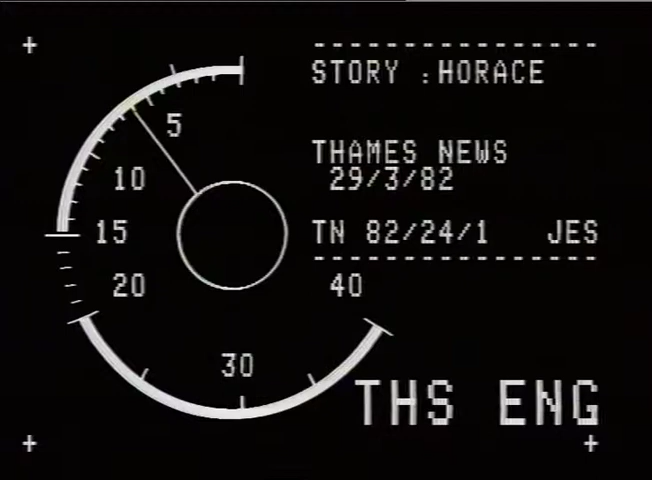 STORY :HORACE
THAMES NEWS
29/3/82
TN 82/24/1 JES
5
10
15
20
30
40
THS ENG